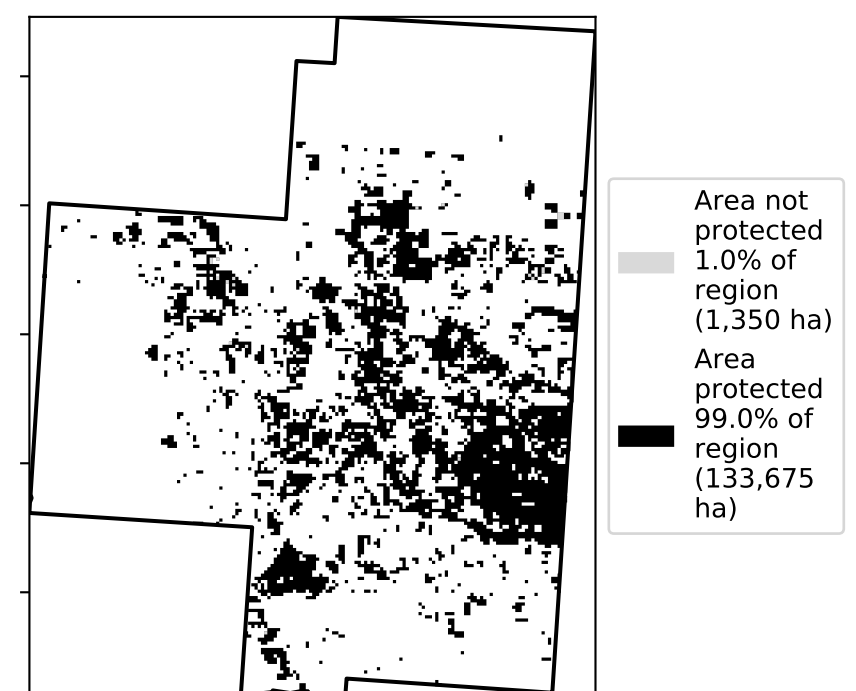 Area not
protected
1.0% of
region
(1,350 ha)
Area
protected
99.0% of
region
(133,675
ha)